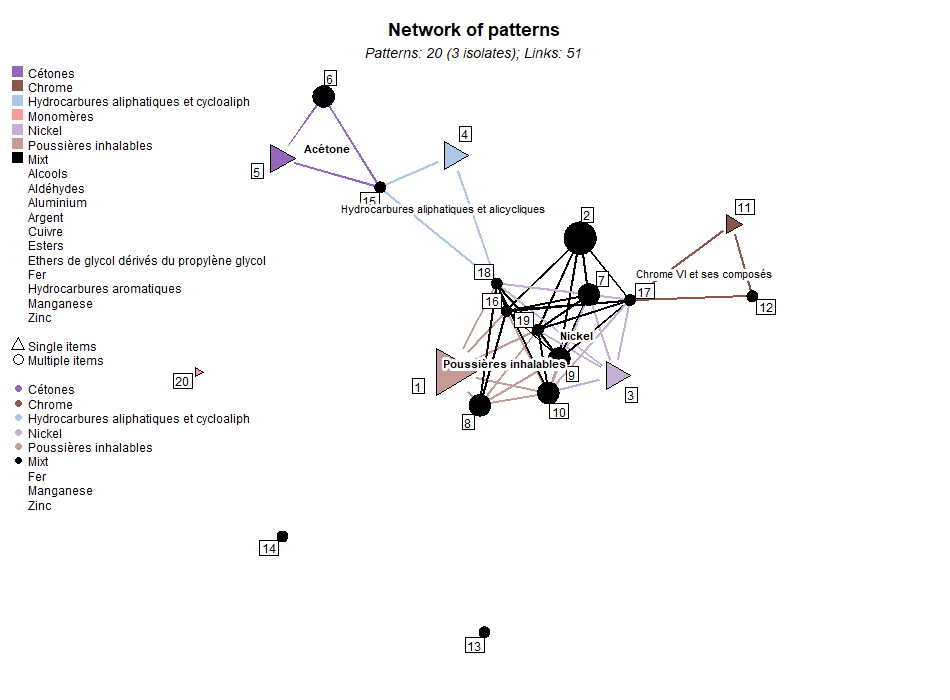 Network of patterns
Patterns: 20 (3 isolates); Links: 51
Cétones
Chrome
Hydrocarbures aliphatiques et cycloaliph
Monomères
Nickel
Poussières inhalables
Mixt
Alcools
Aldéhydes
Aluminium
Argent
Cuivre
Esters
Ethers de glycol dérivés du propylène glycol
Fer
Hydrocarbures aromatiques
Manganese
Zinc
Single items
Multiple items
Cétones
Chrome
Hydrocarbures aliphatiques et cycloaliph
Nickel
Poussières inhalables
Mixt
Fer
Manganese
Zinc
6
4
Acétone
5
15
Hydrocarbures aliphatiques et alicycliques
11
2
18
7
Chrome VI et ses composés
17
16
12
19
Nickel
Poussières inhalables
9
20
1
3
10
8
14
13